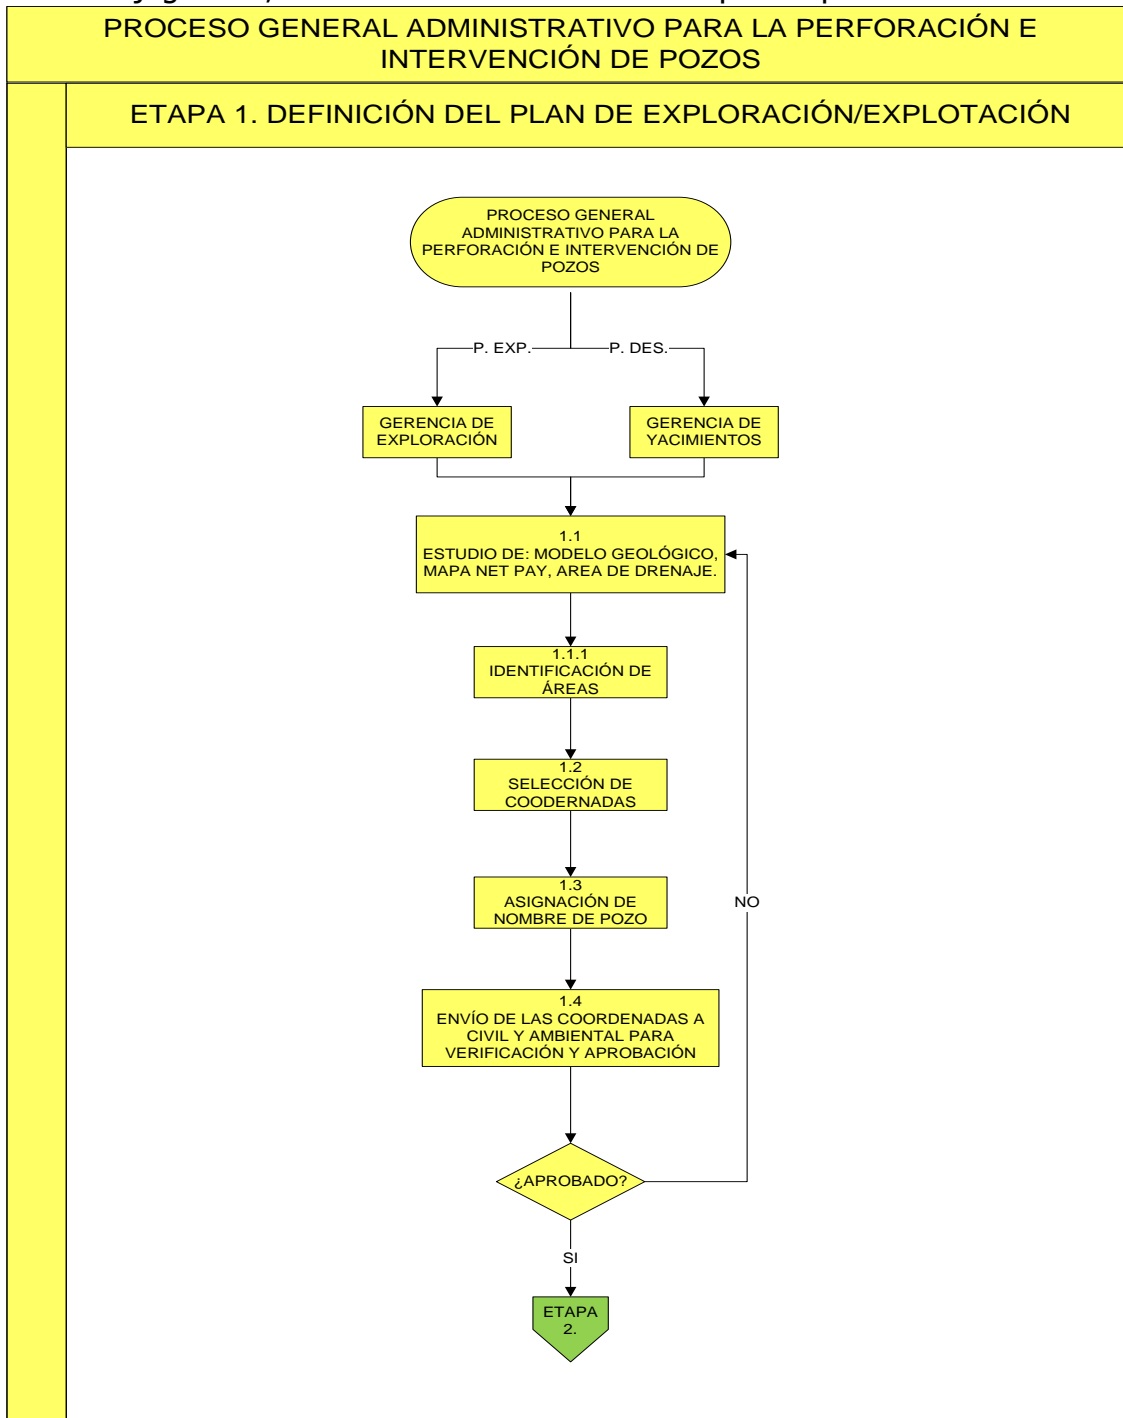 PROCESO GENERAL ADMINISTRATIVO PARA LA PERFORACIÓN E
INTERVENCIÓN DE POZOS
ETAPA 1. DEFINICIÓN DEL PLAN DE EXPLORACIÓN/EXPLOTACIÓN
PROCESO GENERAL
ADMINISTRATIVO PARA LA
PERFORACIÓN E INTERVENCIÓN DE
POZOS
P. EXP.
P. DES.
GERENCIA DE
EXPLORACIÓN
GERENCIA DE
YACIMIENTOS
1.1
ESTUDIO DE: MODELO GEOLÓGICO,
MAPA NET PAY, AREA DE DRENAJE.
1.1.1
IDENTIFICACIÓN DE
ÁREAS
1.2
SELECCIÓN DE
COODERNADAS
1.3
ASIGNACIÓN DE
NOMBRE DE POZO
NO
1.4
ENVÍO DE LAS COORDENADAS A
CIVIL Y AMBIENTAL PARA
VERIFICACIÓN Y APROBACIÓN
¿APROBADO?
SI
ETAPA
2.